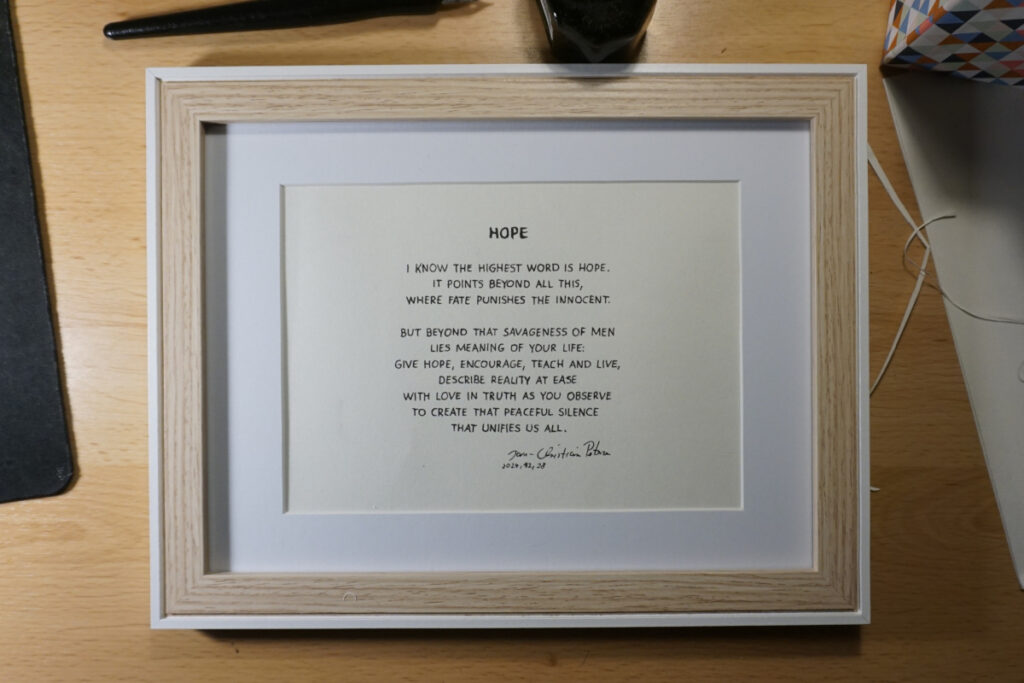 HOPE
I KNOW THE HIGHEST WORD IS HOPE.
IT POINTS BEYOND ALL THIS,
WHERE FATE PUNISHES THE INNOCENT.
BUT BEYOND THAT SAVAGENESS OF MEN
LIES MEANING OF YOUR LIFE:
GIVE HOPE, ENCOURAGE, TEACH AND LIVE,
DESCRIBE REALITY AT EASE
WITH LOVE IN TRUTH AS YOU OBSERVE
TO CREATE THAT PEACEFUL SILENCE
THAT UNIFIES US ALL.
Jan-Christian